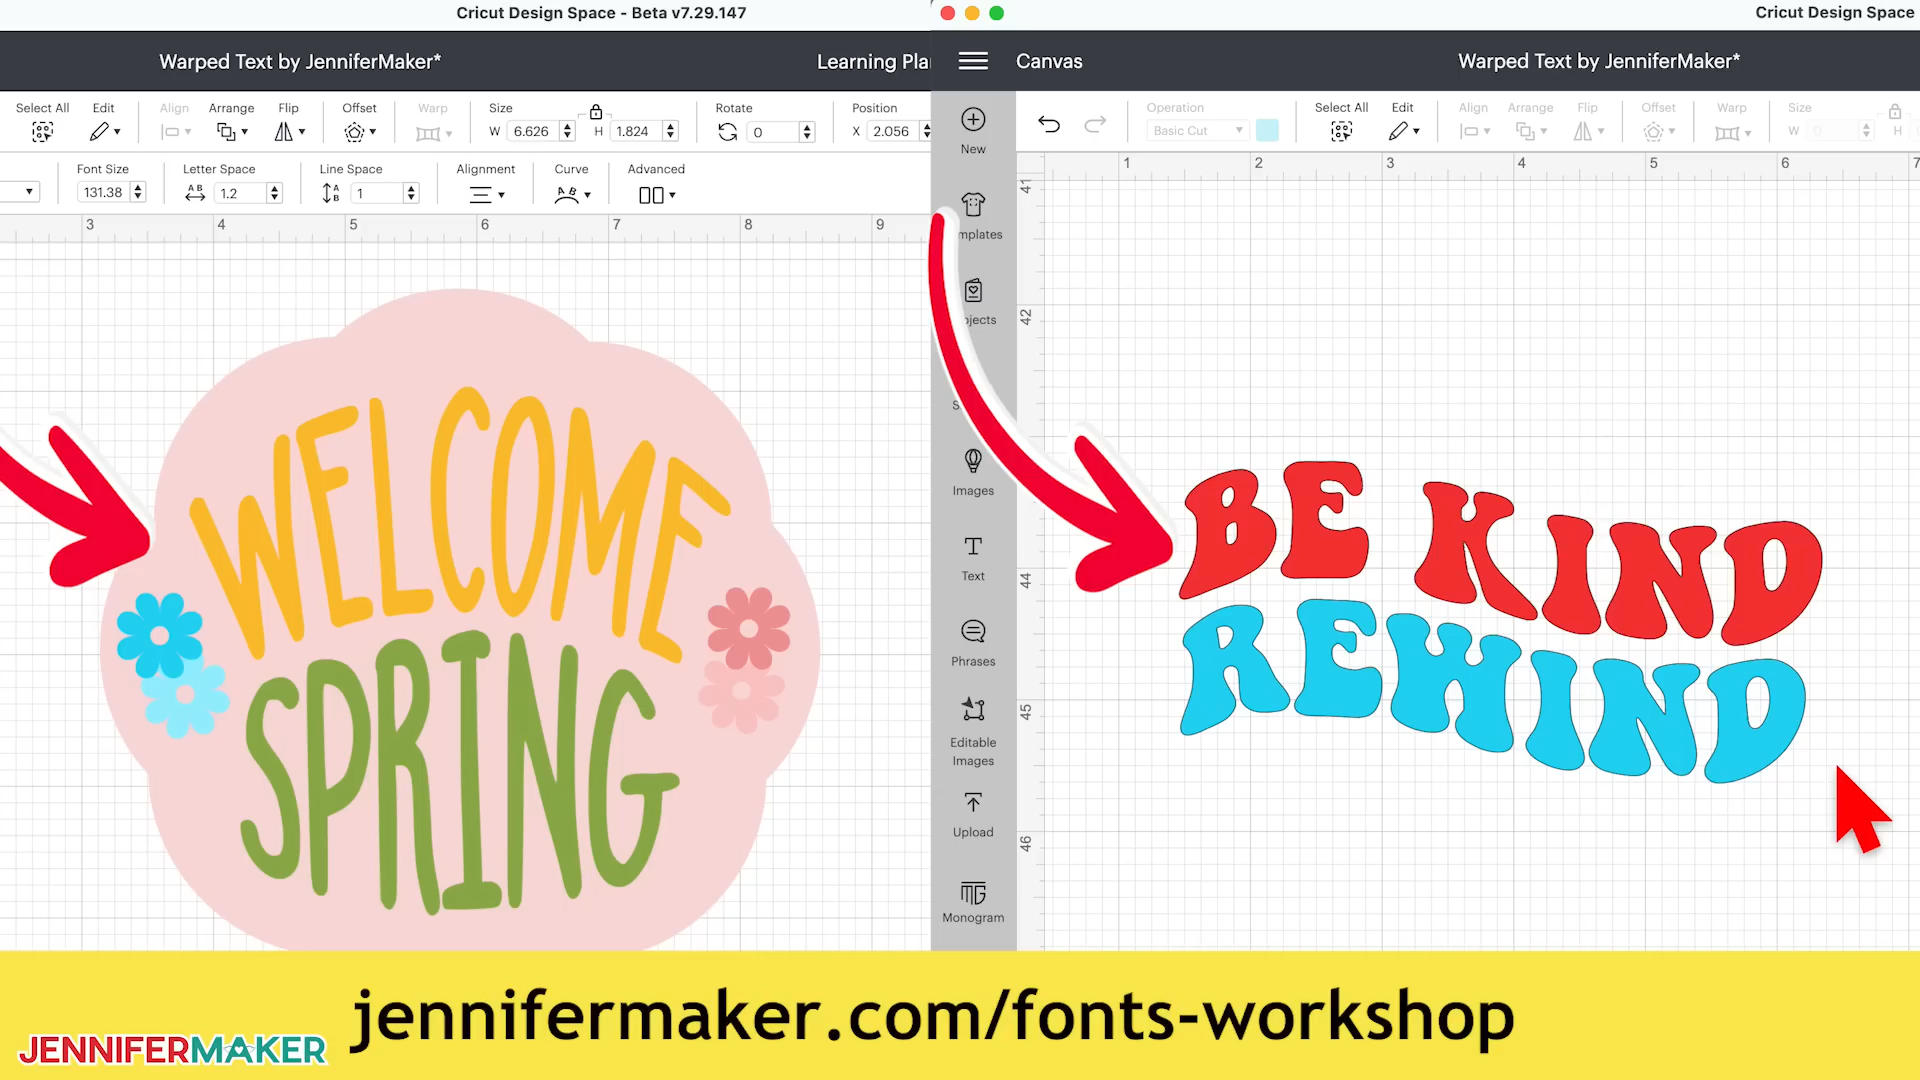 Cricut Design Space - Beta v7.29.147
Warped Text by JenniferMaker*
Learning Pla
Select All Edit Align Arrange Flip Offset Warp Size Rotate Position
W 6.626 H 1.824 0 X 2.056
Font Size Letter Space Line Space Alignment Curve Advanced
131.38 1.2 1
3 4 5 6 7 8 9
WELCOME
SPRING
Cricut Design Space
Canvas
Warped Text by JenniferMaker*
Operation Select All Edit Align Arrange Flip Offset Warp Size
Basic Cut W 0 H
1 2 3 4 5 6 7
41
42
44
45
46
New
mplates
jects
S
Images
Text
Phrases
Editable
Images
Upload
Monogram
BE KIND
REWIND
JENNIFERMAKER
jennifermaker.com/fonts-workshop